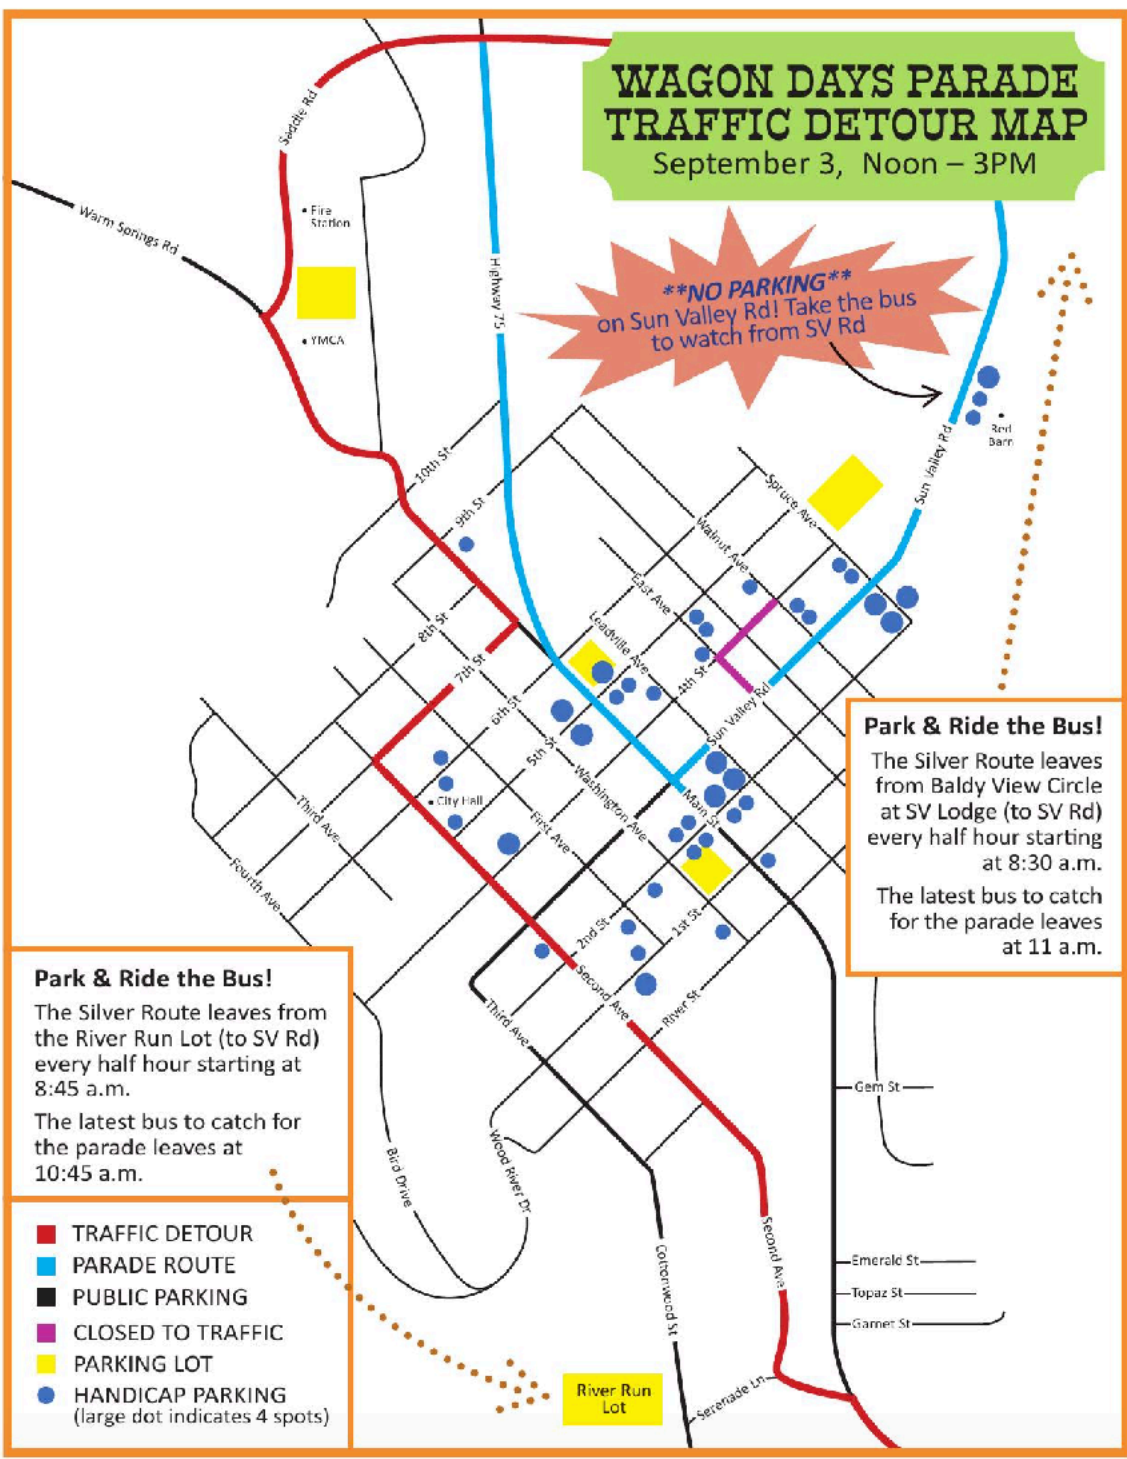 WAGON DAYS PARADE
TRAFFIC DETOUR MAP
September 3, Noon – 3PM
Saddle Rd
Warm Springs Rd
Fire
Station
YMCA
Highway 75
**NO PARKING**
on Sun Valley Rd! Take the bus
to watch from SV Rd
Red
Barn
Sun Valley Rd
10th St
9th St
8th St
7th St
6th St
5th St
4th St
Spruce Ave
Walnut Ave
East Ave
Leadville Ave
Sun Valley Rd
Main St
Washington Ave
First Ave
City Hall
Third Ave
Fourth Ave
2nd St
1st St
River St
Second Ave
Third Ave
Wood River Dr
Bird Drive
Cottonwood St
Second Ave
Serenade Ln
Gem St
Emerald St
Topaz St
Garnet St
Park & Ride the Bus!
The Silver Route leaves
from Baldy View Circle
at SV Lodge (to SV Rd)
every half hour starting
at 8:30 a.m.
The latest bus to catch
for the parade leaves
at 11 a.m.
Park & Ride the Bus!
The Silver Route leaves from
the River Run Lot (to SV Rd)
every half hour starting at
8:45 a.m.
The latest bus to catch for
the parade leaves at
10:45 a.m.
TRAFFIC DETOUR
PARADE ROUTE
PUBLIC PARKING
CLOSED TO TRAFFIC
PARKING LOT
HANDICAP PARKING
(large dot indicates 4 spots)
River Run
Lot